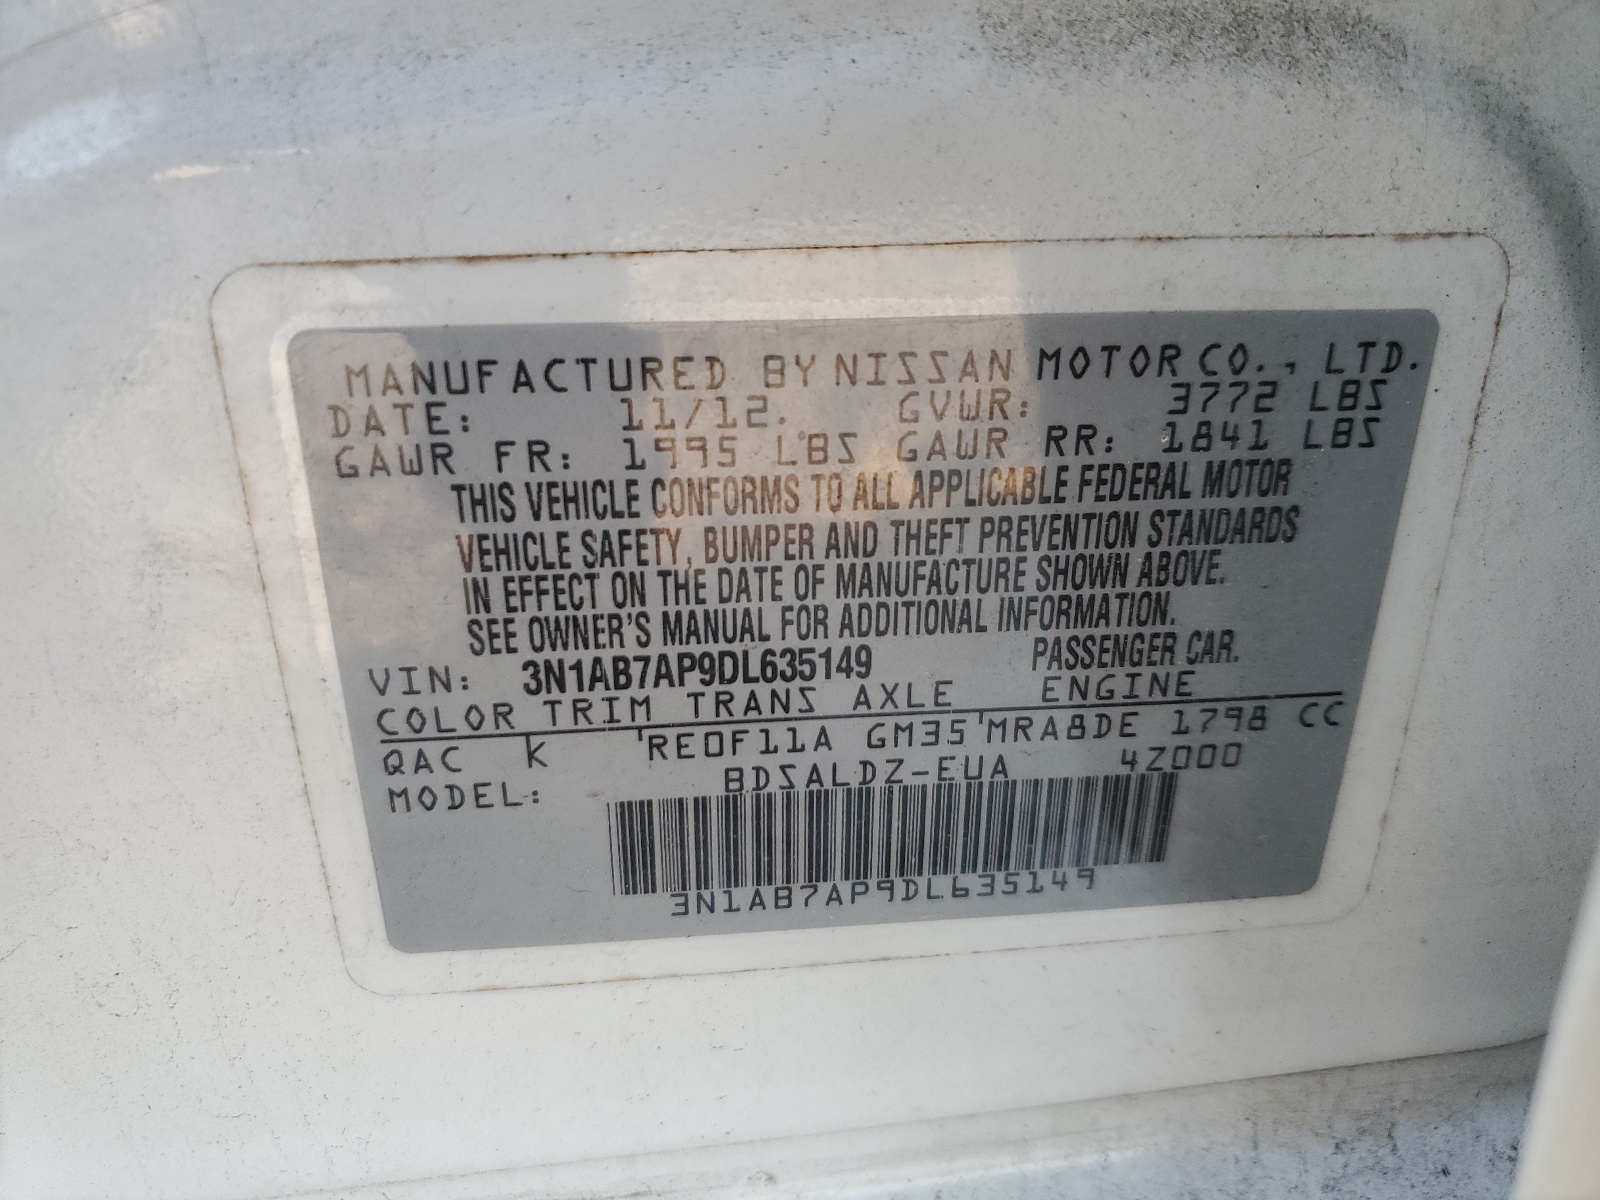 MANUFACTURED BY NISSAN MOTOR CO., LTD.
DATE: 11/12. GVWR: 3772 LBS
GAWR FR: 1995 LBS GAWR RR: 1841 LBS
THIS VEHICLE CONFORMS TO ALL APPLICABLE FEDERAL MOTOR
VEHICLE SAFETY, BUMPER AND THEFT PREVENTION STANDARDS
IN EFFECT ON THE DATE OF MANUFACTURE SHOWN ABOVE.
SEE OWNER'S MANUAL FOR ADDITIONAL INFORMATION.
VIN: 3N1AB7AP9DL635149 PASSENGER CAR.
COLOR TRIM TRANS AXLE ENGINE
QAC K 'RE0F11A GM35'MRA8DE 1798 CC
MODEL: BDSALDZ-EUA 4Z000
3N1AB7AP9DL635149